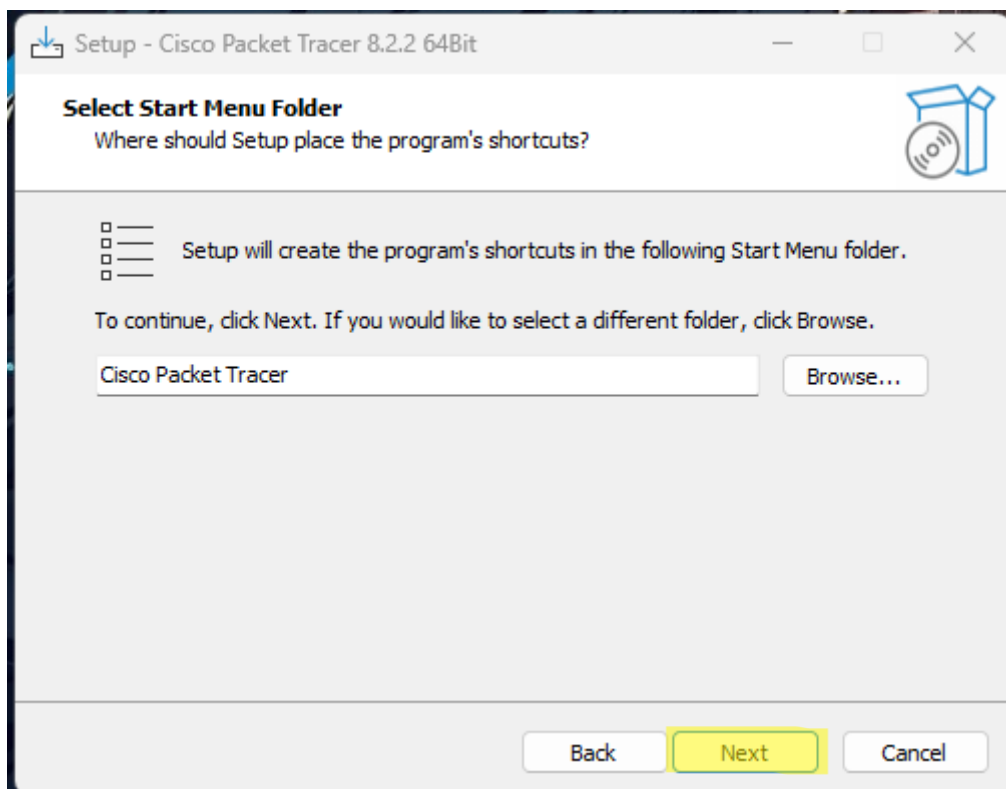 Setup - Cisco Packet Tracer 8.2.2 64Bit
Select Start Menu Folder
Where should Setup place the program's shortcuts?
Setup will create the program's shortcuts in the following Start Menu folder.
To continue, click Next. If you would like to select a different folder, click Browse.
Cisco Packet Tracer
Browse...
Back
Next
Cancel